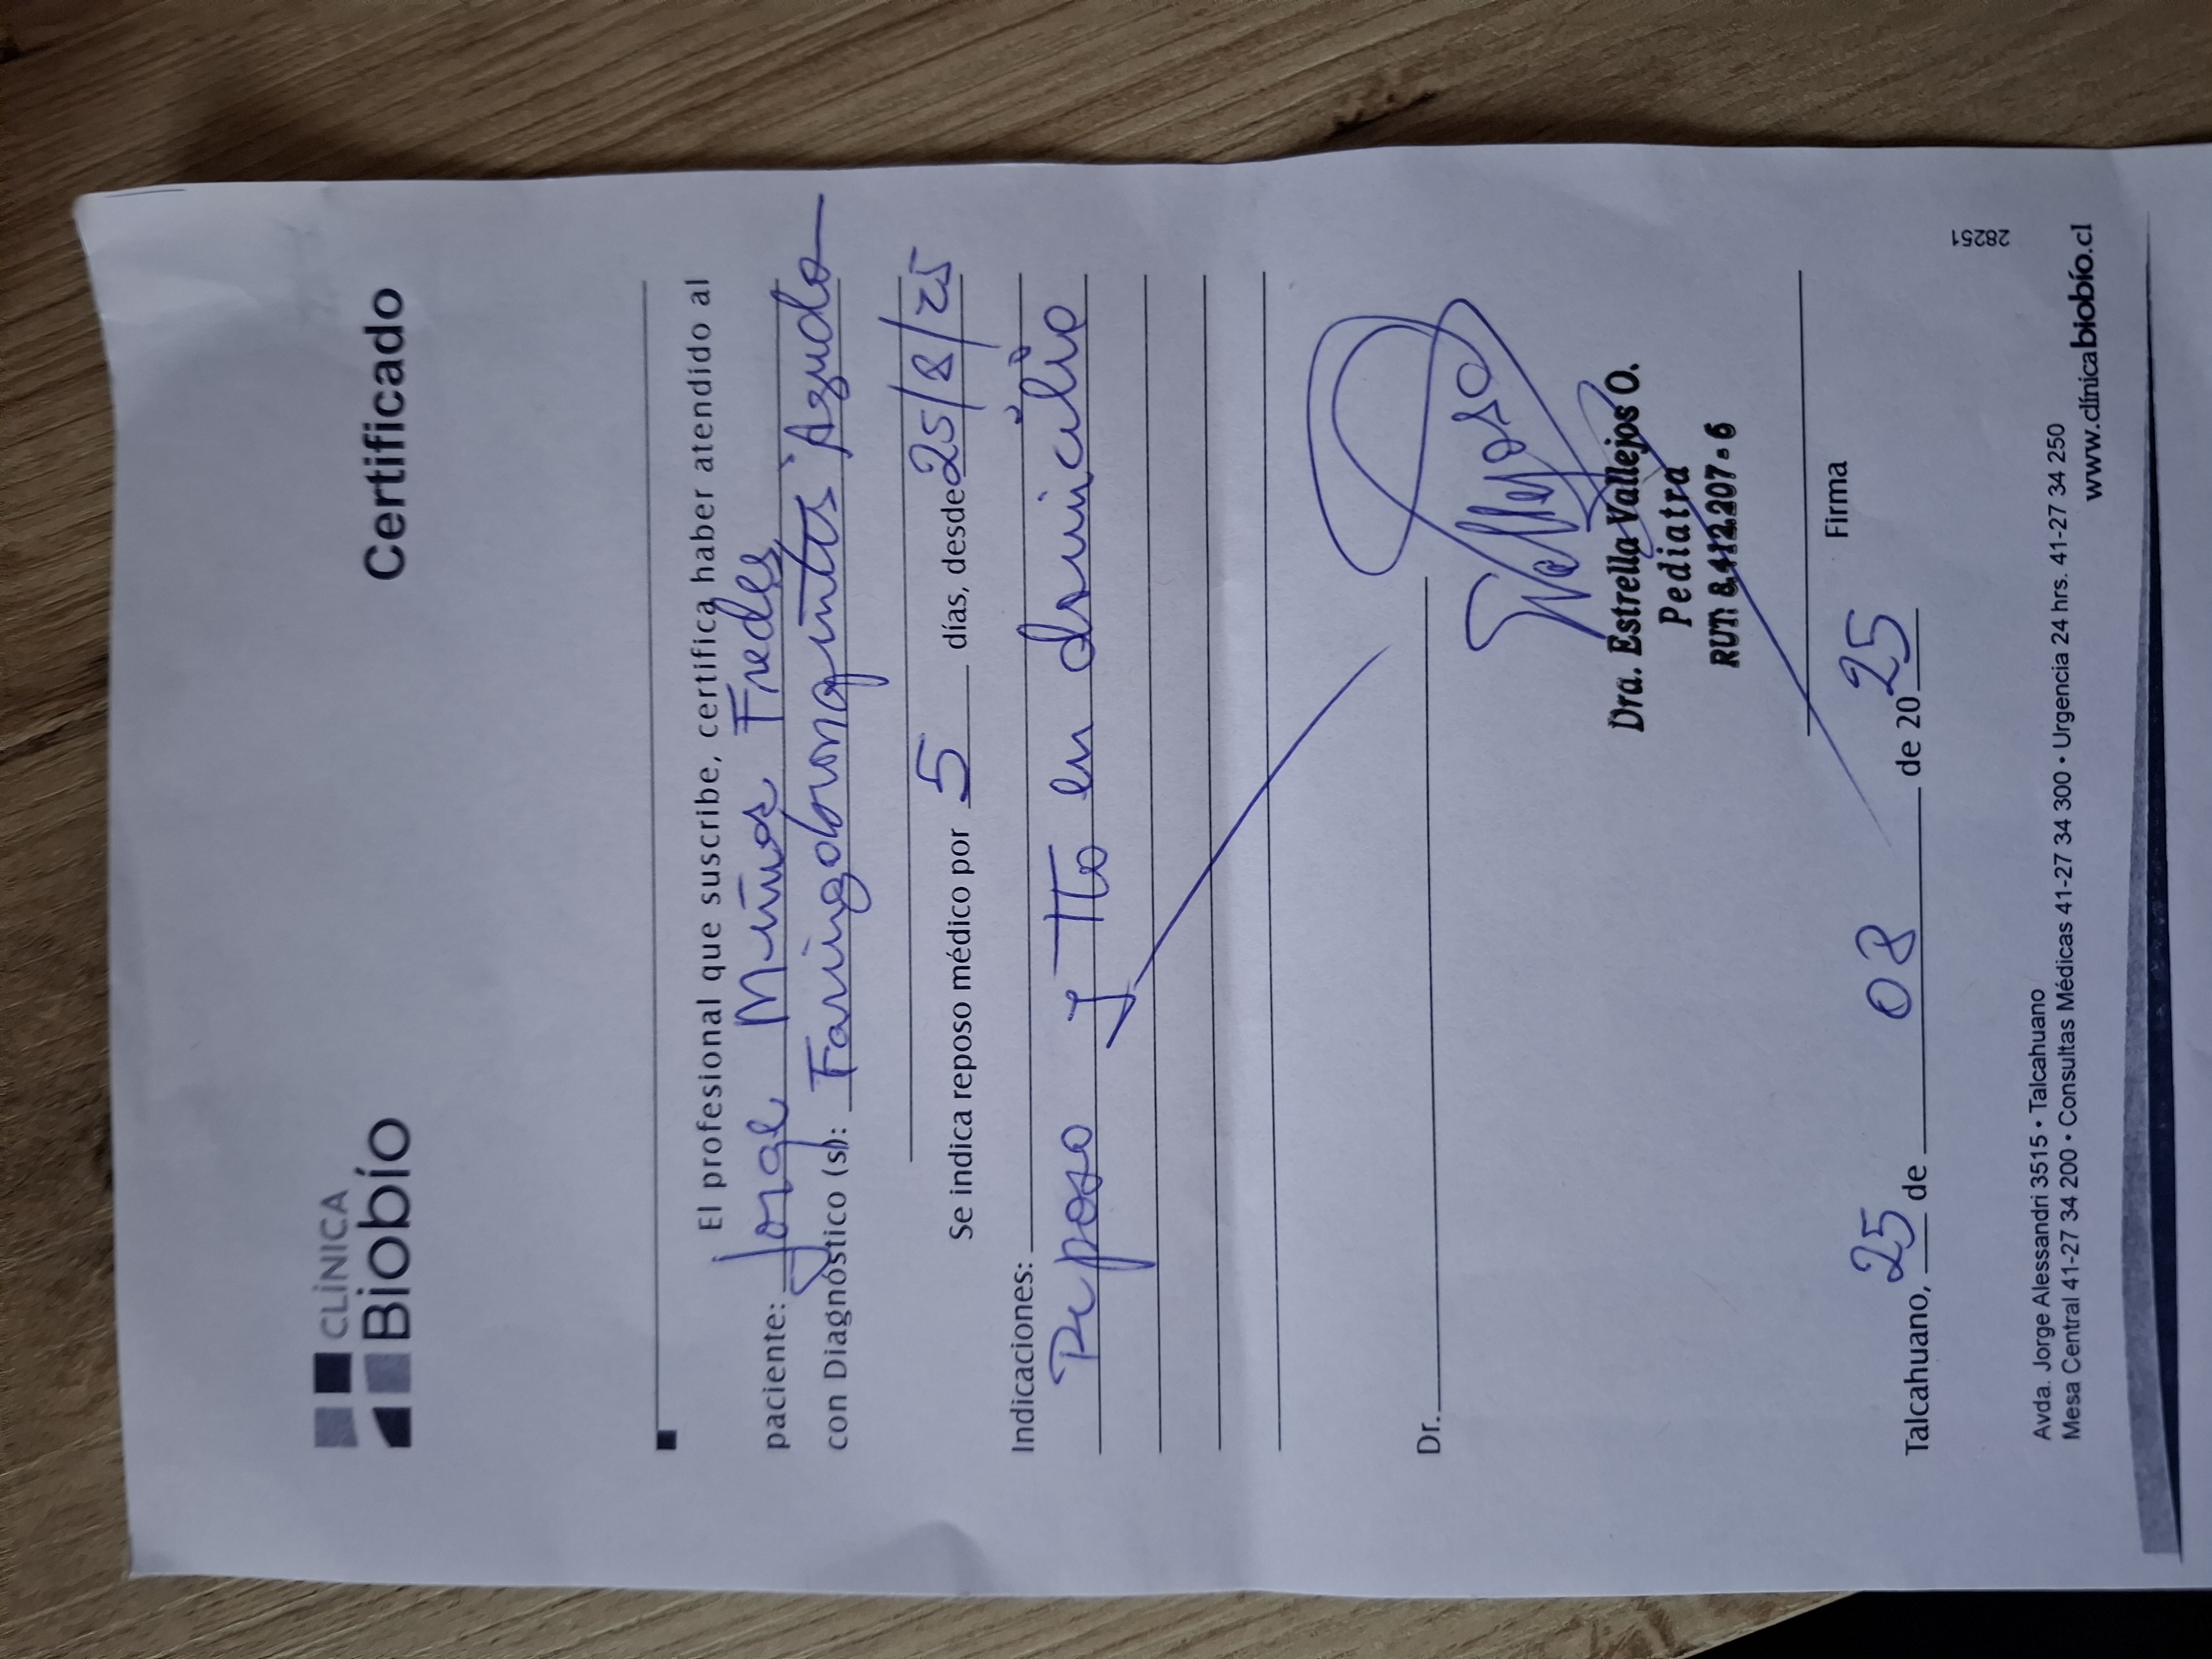 CLÍNICA
Biobío
Certificado
El profesional que suscribe, certifica haber atendido al
paciente: Jorge Muñoz Fredes
con Diagnóstico (s): Faringobronquitis Aguda
Se indica reposo médico por 5 días, desde 25/8/25
Indicaciones:
Reposo y Tto en domicilio
Dr.
Vallejos O
Dra. Estrella Vallejos O.
Pediatra
RUT: 8.412.207-6
Firma
Talcahuano, 25 de 08 de 2025
28251
Avda. Jorge Alessandri 3515 • Talcahuano
Mesa Central 41-27 34 200 • Consultas Médicas 41-27 34 300 • Urgencia 24 hrs. 41-27 34 250
www.clínicabiobío.cl